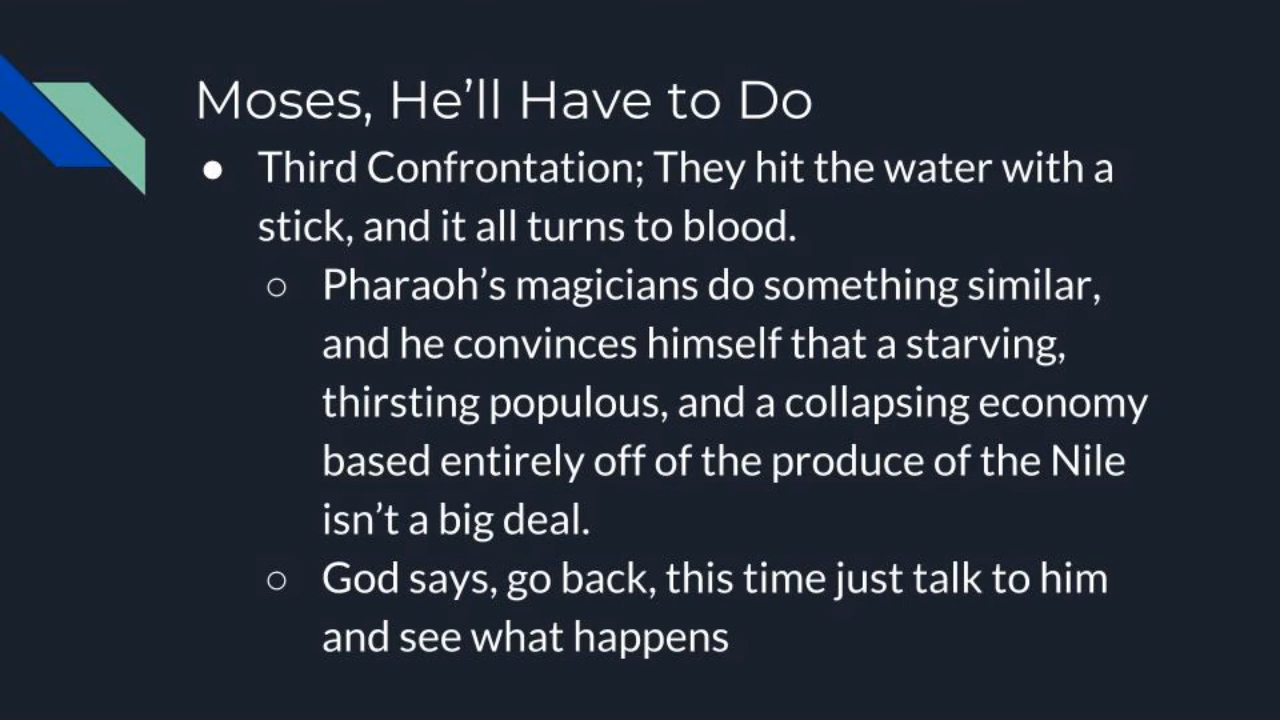 Moses, He’ll Have to Do
● Third Confrontation; They hit the water with a
stick, and it all turns to blood.
○ Pharaoh’s magicians do something similar,
and he convinces himself that a starving,
thirsting populous, and a collapsing economy
based entirely off of the produce of the Nile
isn’t a big deal.
○ God says, go back, this time just talk to him
and see what happens